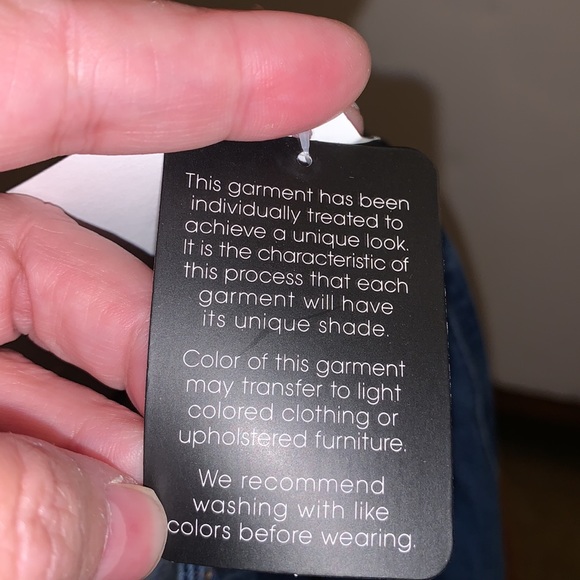 This garment has been
individually treated to
achieve a unique look.
It is the characteristic of
this process that each
garment will have
its unique shade.
Color of this garment
may transfer to light
colored clothing or
upholstered furniture.
We recommend
washing with like
colors before wearing.